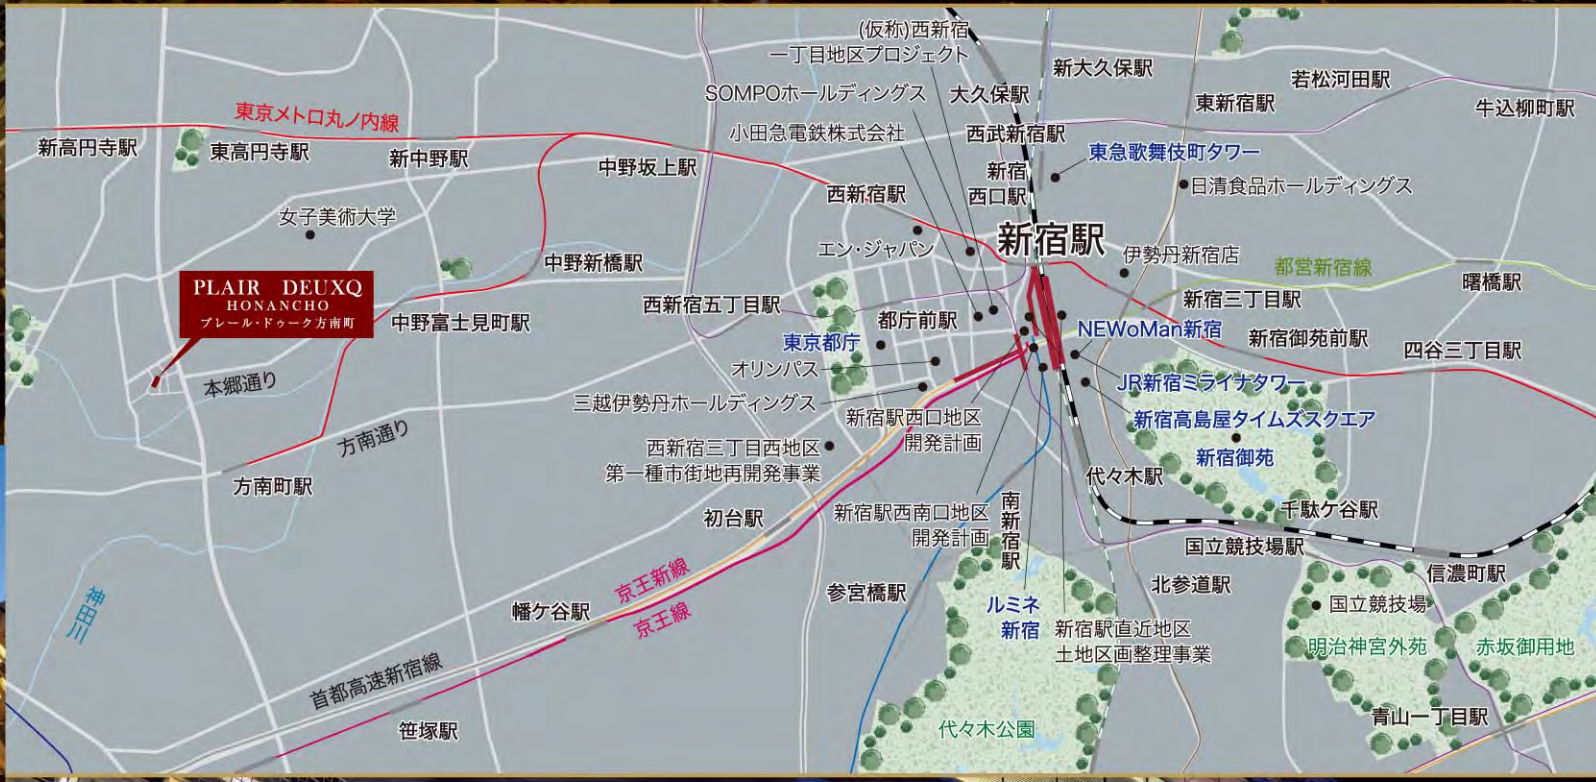 (仮称)西新宿
一丁目地区プロジェクト
新大久保駅
若松河田駅
SOMPOホールディングス
大久保駅
東新宿駅
牛込柳町駅
東京メトロ丸ノ内線
小田急電鉄株式会社
西武新宿駅
新高円寺駅
東高円寺駅
新中野駅
中野坂上駅
新宿
西口駅
東急歌舞伎町タワー
日清食品ホールディングス
西新宿駅
女子美術大学
エン・ジャパン
新宿駅
伊勢丹新宿店
中野新橋駅
都営新宿線
曙橋駅
PLAIR DEUXQ
HONANCHO
プレール・ドゥーク方南町
西新宿五丁目駅
新宿三丁目駅
中野富士見町駅
都庁前駅
NEWoMan新宿
新宿御苑前駅
東京都庁
四谷三丁目駅
オリンパス
本郷通り
JR新宿ミライナタワー
三越伊勢丹ホールディングス
新宿駅西口地区
開発計画
新宿高島屋タイムズスクエア
方南通り
西新宿三丁目西地区
第一種市街地再開発事業
新宿御苑
方南町駅
代々木駅
初台駅
新宿駅西南口地区
開発計画
南新宿駅
千駄ケ谷駅
国立競技場駅
京王新線
信濃町駅
神田川
幡ケ谷駅
京王線
参宮橋駅
北参道駅
ルミネ
新宿
国立競技場
新宿駅直近地区
土地区画整理事業
明治神宮外苑
赤坂御用地
首都高速新宿線
笹塚駅
代々木公園
青山一丁目駅